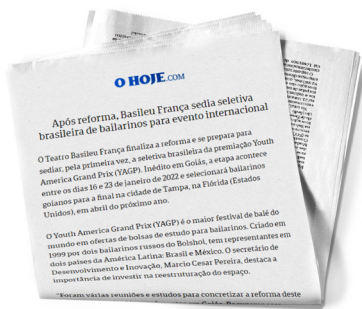 O HOJE.COM
Após reforma, Basileu França sedia seletiva
brasileira de bailarinos para evento internacional
O Teatro Basileu França finaliza a reforma e se prepara para
sediar, pela primeira vez, a seletiva brasileira da premiação Youth
America Grand Prix (YAGP). Inédito em Goiás, a etapa acontece
entre os dias 16 e 23 de janeiro de 2022 e selecionará bailarinos
goianos para a final na cidade de Tampa, na Flórida (Estados
Unidos), em abril do próximo ano.
O Youth America Grand Prix (YAGP) é o maior festival de balé do
mundo em ofertas de bolsas de estudo para bailarinos. Criado em
1999 por dois bailarinos russos do Bolshoi, tem representantes em
dois países da América Latina: Brasil e México. O secretário de
Desenvolvimento e Inovação, Marcio Cesar Pereira, destaca a
importância de investir na reestruturação do espaço.
"Foram várias reuniões e estudos para concretizar a reforma deste